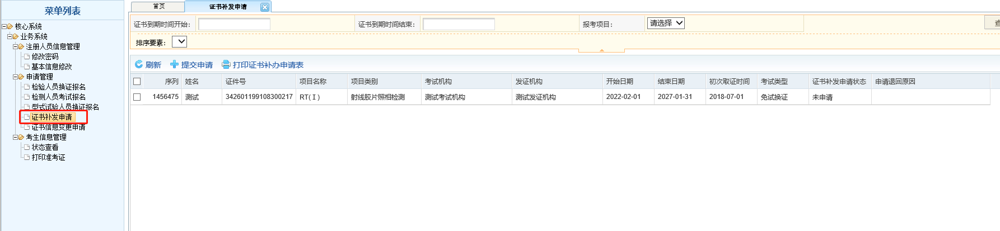 菜单列表
核心系统
业务系统
注册人员信息管理
修改密码
基本信息修改
申请管理
检验人员换证报名
检测人员考试报名
型式试验人员换证报名
证书补发申请
证书信息变更申请
考生信息管理
状态查看
打印准考证
首页 证书补发申请
证书到期时间开始: 证书到期时间结束: 报考项目: 请选择
排序要素:
刷新 提交申请 打印证书补办申请表
序列 姓名 证件号 项目名称 项目类别 考试机构 发证机构 开始日期 结束日期 初次取证时间 考试类型 证书补发申请状态 申请退回原因
1456475 测试 342601199108300217 RT(Ⅰ) 射线胶片照相检测 测试考试机构 测试发证机构 2022-02-01 2027-01-31 2018-07-01 免试换证 未申请